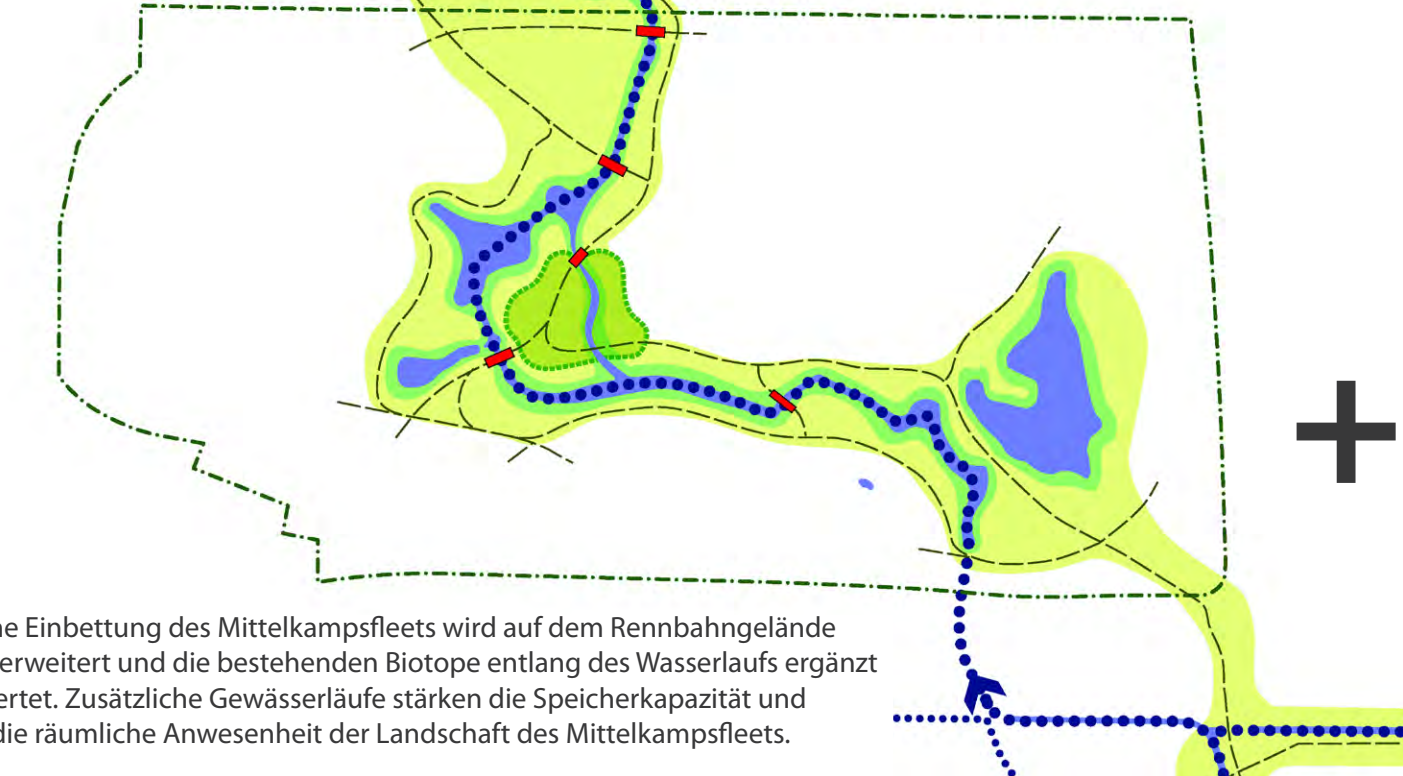 ne Einbettung des Mittelkampsfleets wird auf dem Rennbahngelände
erweitert und die bestehenden Biotope entlang des Wasserlaufs ergänzt
ertet. Zusätzliche Gewässerläufe stärken die Speicherkapazität und
die räumliche Anwesenheit der Landschaft des Mittelkampsfleets.